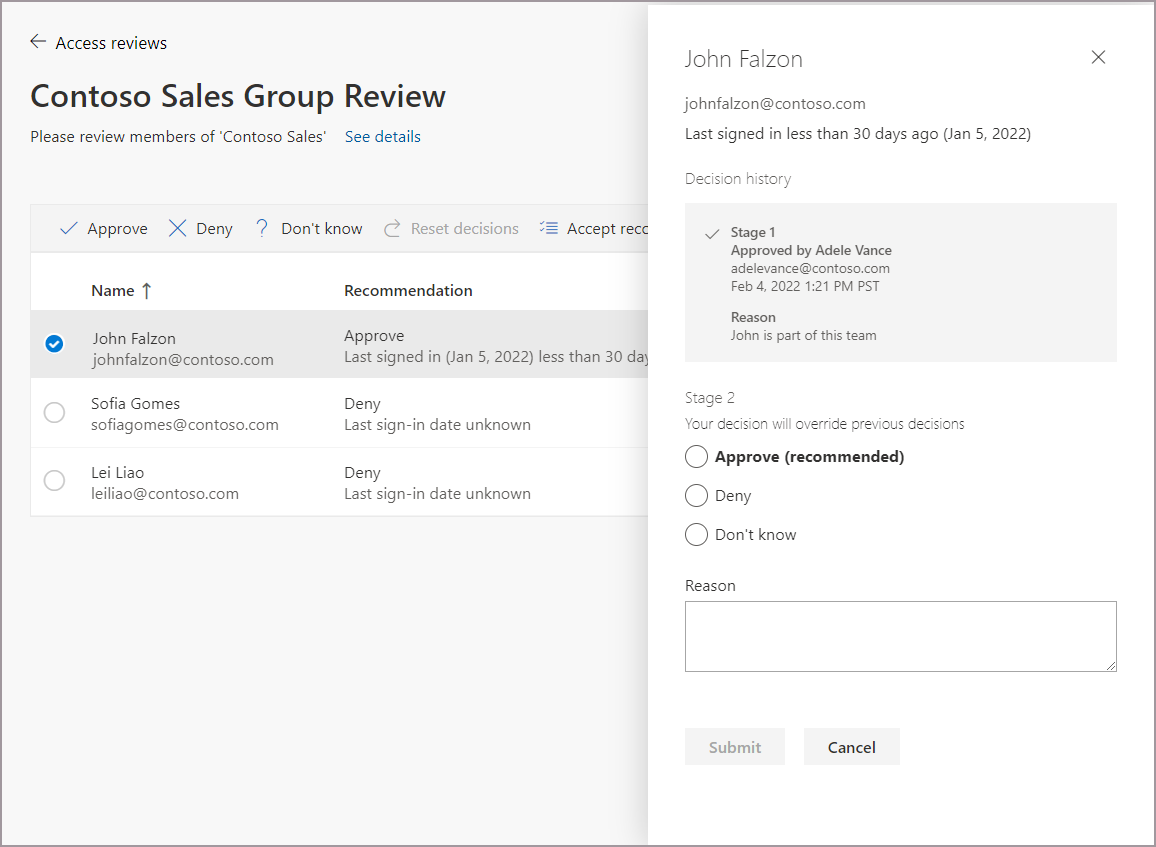 Access reviews
Contoso Sales Group Review
Please review members of 'Contoso Sales' See details
Approve Deny Don't know Reset decisions Accept
Name Recommendation
John Falzon Approve
johnfalzon@contoso.com Last signed in (Jan 5, 2022) less than 30
Sofia Gomes Deny
sofiagomes@contoso.com Last sign-in date unknown
Lei Liao Deny
leiliao@contoso.com Last sign-in date unknown
John Falzon
johnfalzon@contoso.com
Last signed in less than 30 days ago (Jan 5, 2022)
Decision history
Stage 1
Approved by Adele Vance
adelevance@contoso.com
Feb 4, 2022 1:21 PM PST
Reason
John is part of this team
Stage 2
Your decision will override previous decisions
Approve (recommended)
Deny
Don't know
Reason
Submit Cancel